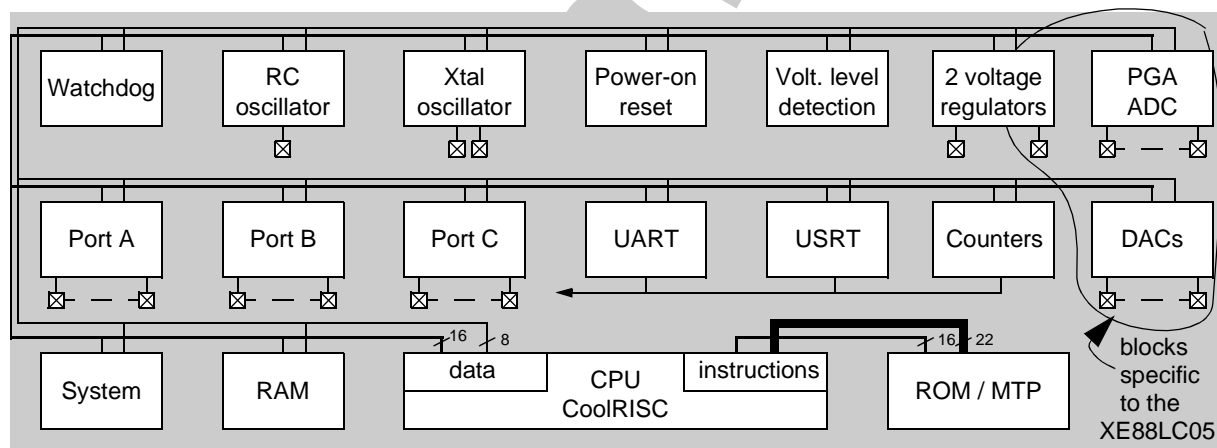 Watchdog
RC
oscillator
Xtal
oscillator
Power-on
reset
Volt. level
detection
2 voltage
regulators
PGA
ADC
Port A
Port B
Port C
UART
USRT
Counters
DACs
16
8
16
22
System
RAM
data
CPU
CoolRISC
instructions
ROM / MTP
blocks
specific
to the
XE88LC05